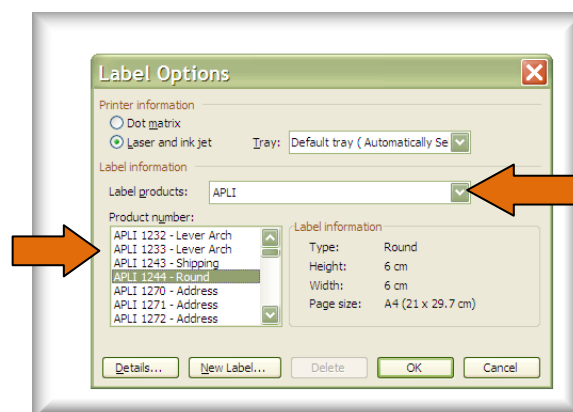 Label Options
Printer information
Dot matrix
Laser and ink jet Tray: Default tray ( Automatically Se
Label information
Label products: APLI
Product number:
APLI 1232 - Lever Arch
APLI 1233 - Lever Arch
APLI 1243 - Shipping
APLI 1244 - Round
APLI 1270 - Address
APLI 1271 - Address
APLI 1272 - Address
Label information
Type: Round
Height: 6 cm
Width: 6 cm
Page size: A4 (21 x 29.7 cm)
Details... New Label... Delete OK Cancel